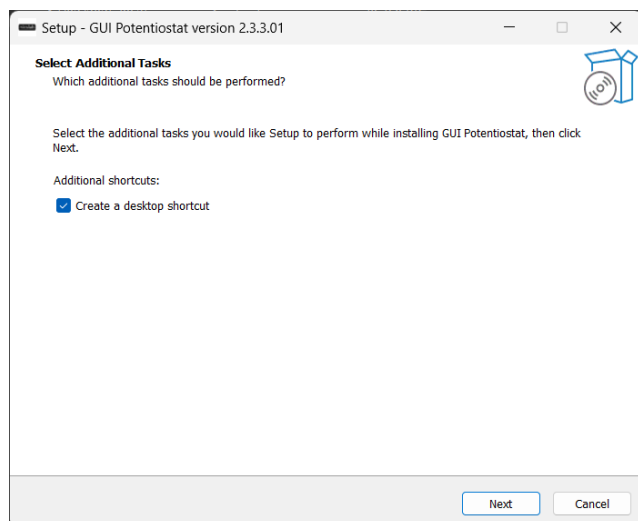 Setup - GUI Potentiostat version 2.3.3.01
Select Additional Tasks
Which additional tasks should be performed?
Select the additional tasks you would like Setup to perform while installing GUI Potentiostat, then click
Next.
Additional shortcuts:
Create a desktop shortcut
Next
Cancel